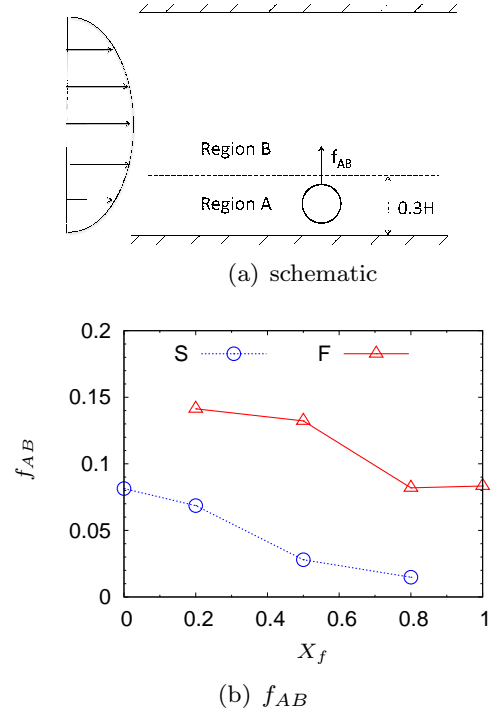 Region B
f_AB
Region A
0.3H
(a) schematic
0.2
S
F
0.15
0.1
0.05
0
f_AB
0 0.2 0.4 0.6 0.8 1
X_f
(b) f_AB